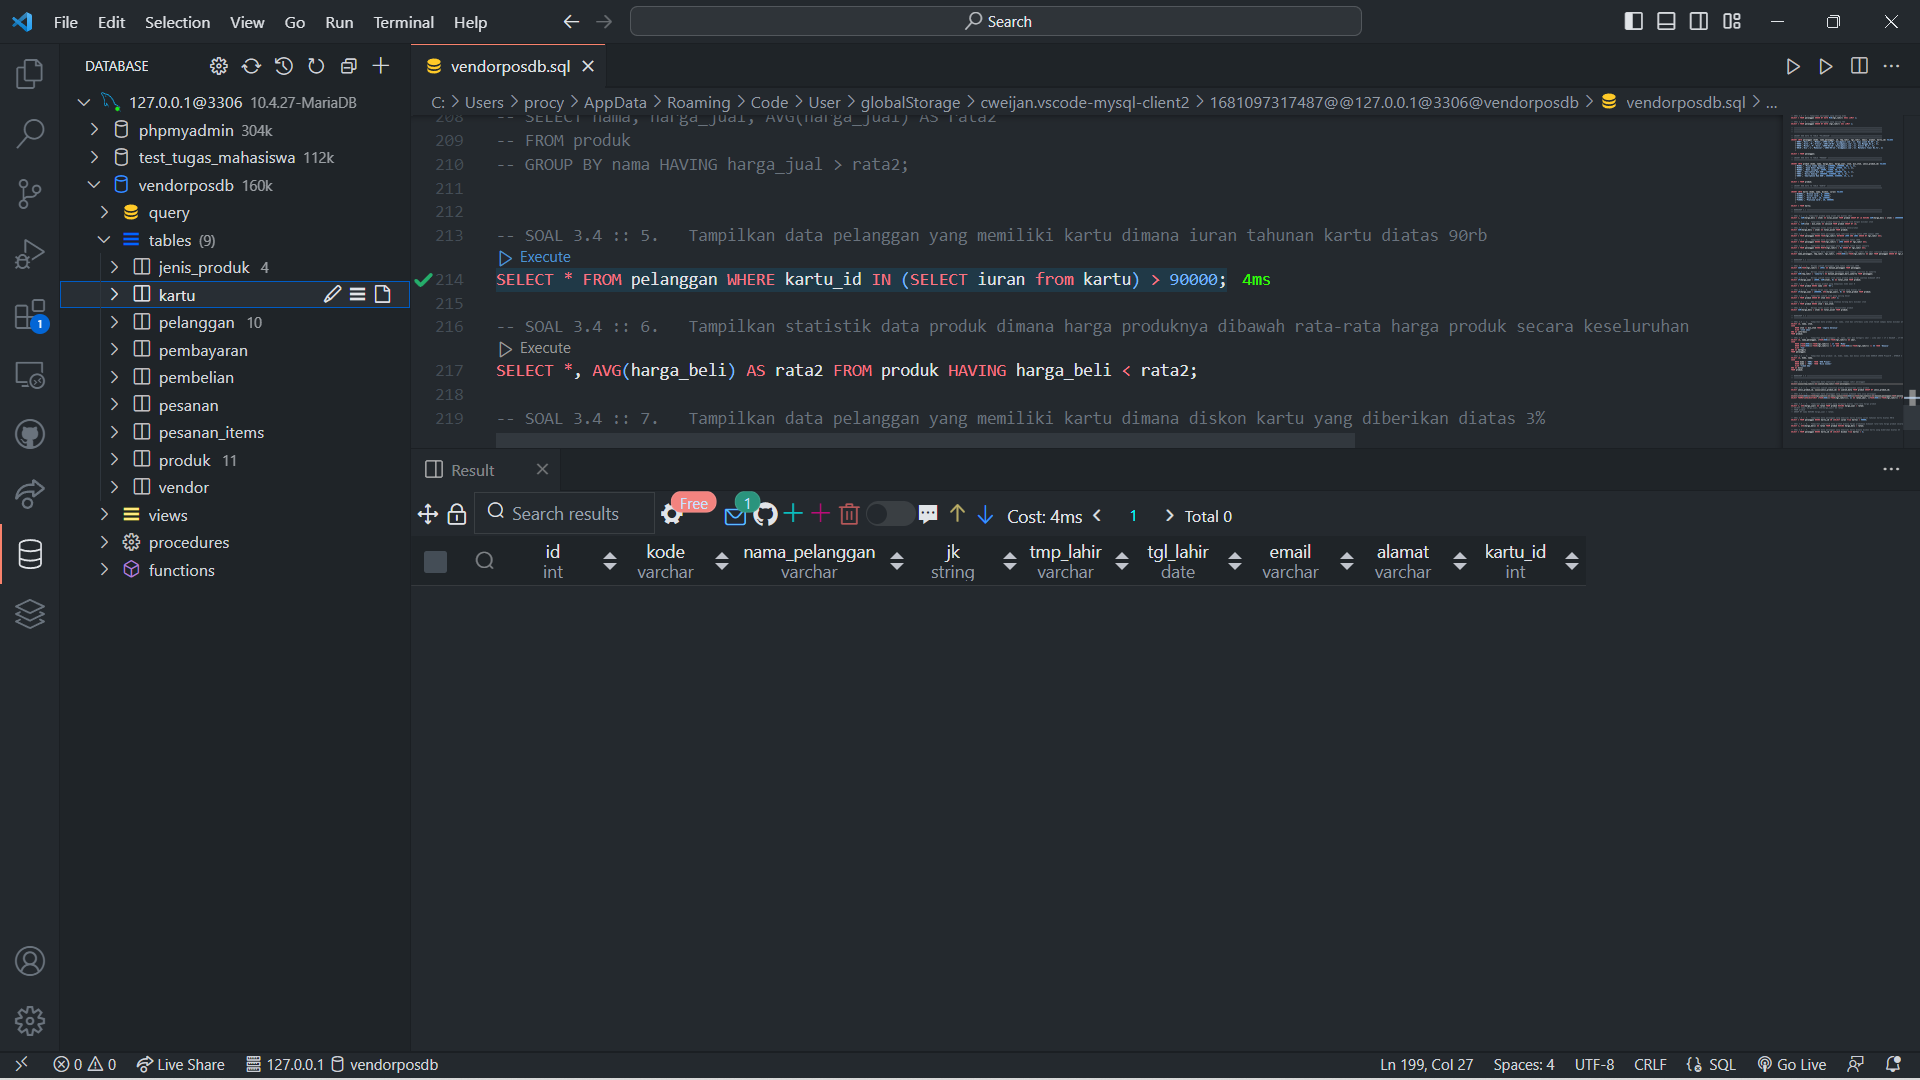 File Edit Selection View Go Run Terminal Help
Search
DATABASE
127.0.0.1@3306 10.4.27-MariaDB
phpmyadmin 304k
test_tugas_mahasiswa 112k
vendorposdb 160k
query
tables (9)
jenis_produk 4
kartu
pelanggan 10
pembayaran
pembelian
pesanan
pesanan_items
produk 11
vendor
views
procedures
functions
1
vendorposdb.sql
C: > Users > procy > AppData > Roaming > Code > User > globalStorage > cweijan.vscode-mysql-client2 > 1681097317487@@127.0.0.1@3306@vendorposdb > vendorposdb.sql > ...
208 -- SELECT nama, harga_jual, AVG(harga_jual) AS rata2
209 -- FROM produk
210 -- GROUP BY nama HAVING harga_jual > rata2;
211
212
213 -- SOAL 3.4 :: 5. Tampilkan data pelanggan yang memiliki kartu dimana iuran tahunan kartu diatas 90rb
Execute
214 SELECT * FROM pelanggan WHERE kartu_id IN (SELECT iuran from kartu) > 90000; 4ms
215
216 -- SOAL 3.4 :: 6. Tampilkan statistik data produk dimana harga produknya dibawah rata-rata harga produk secara keseluruhan
Execute
217 SELECT *, AVG(harga_beli) AS rata2 FROM produk HAVING harga_beli < rata2;
218
219 -- SOAL 3.4 :: 7. Tampilkan data pelanggan yang memiliki kartu dimana diskon kartu yang diberikan diatas 3%
Result
Search results Free 1 Cost: 4ms < 1 > Total 0
id kode nama_pelanggan jk tmp_lahir tgl_lahir email alamat kartu_id
int varchar varchar string varchar date varchar varchar int
0 0 Live Share 127.0.0.1 vendorposdb Ln 199, Col 27 Spaces: 4 UTF-8 CRLF SQL Go Live